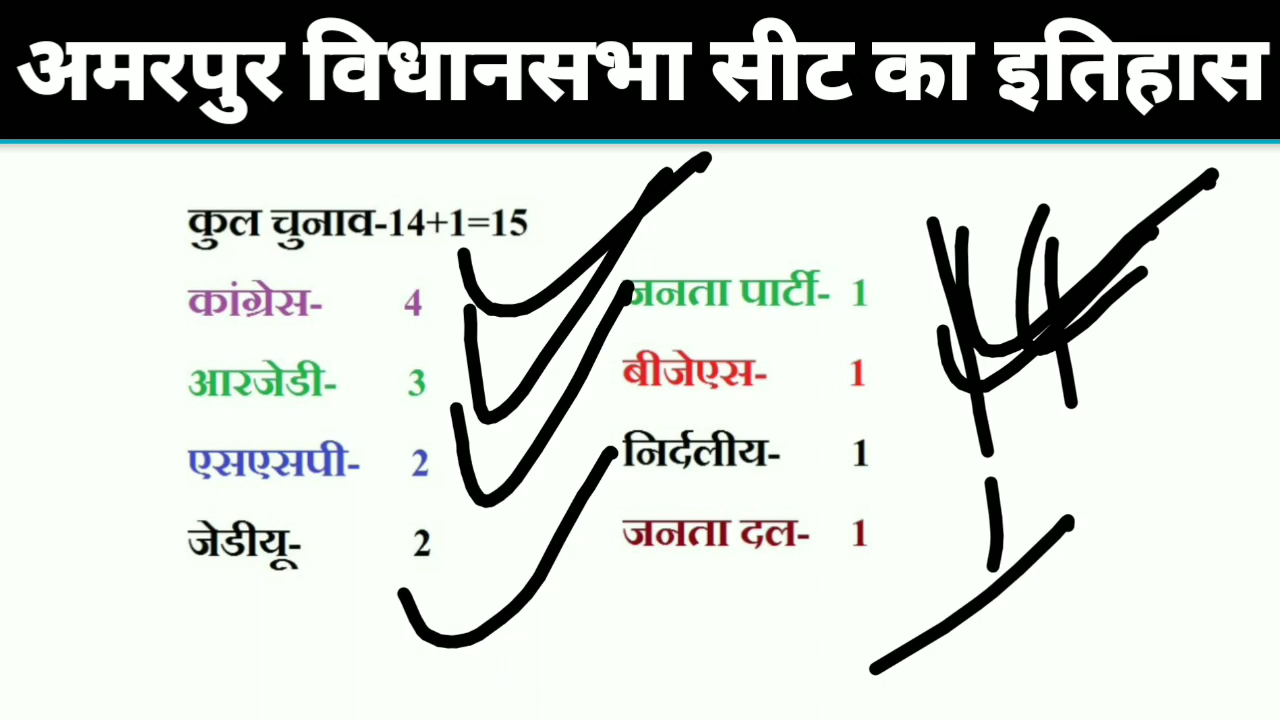 अमरपुर विधानसभा सीट का इतिहास
कुल चुनाव-14+1=15
कांग्रेस- 4
आरजेडी- 3
एसएसपी- 2
जेडीयू- 2
जनता पार्टी- 1
बीजेएस- 1
निर्दलीय- 1
जनता दल- 1